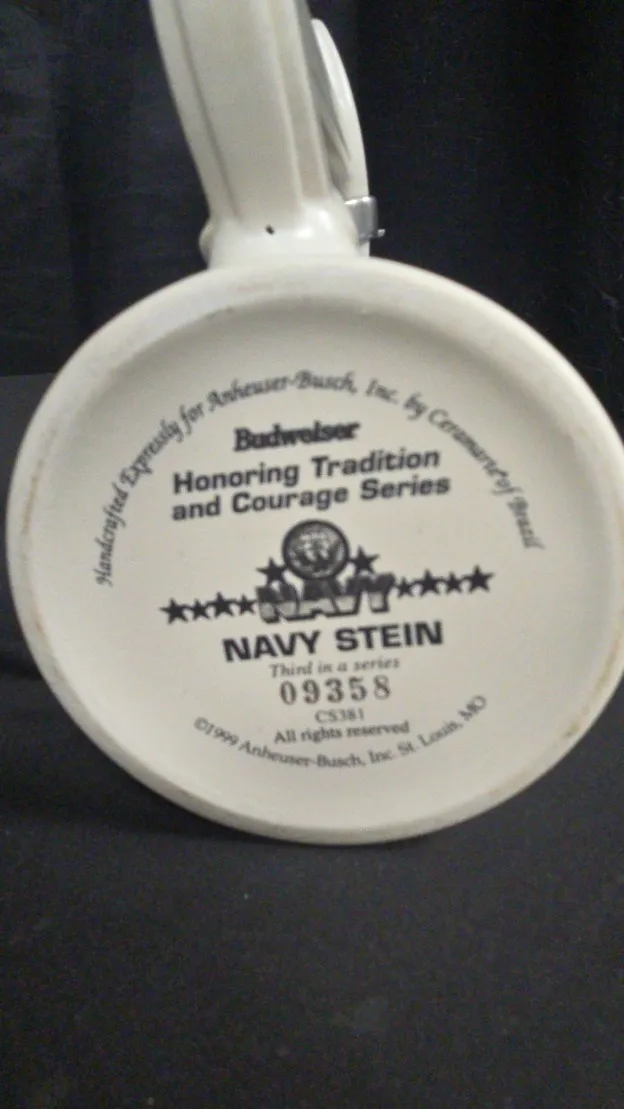 Handcrafted Expressly for Anheuser-Busch, Inc. by Ceramarte of Brazil
Budweiser
Honoring Tradition
and Courage Series
NAVY
NAVY STEIN
Third in a series
09358
CS381
All rights reserved
©1999 Anheuser-Busch, Inc. St. Louis, MO